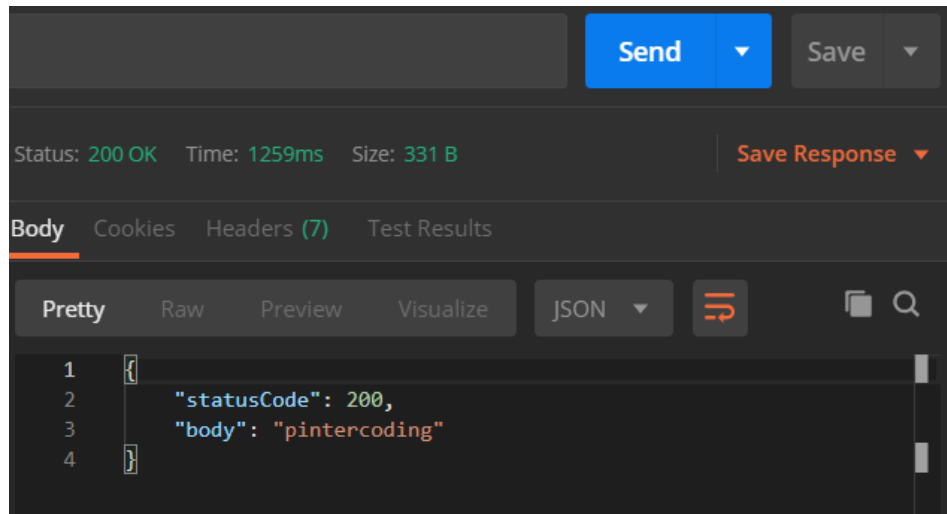 Send Save
Status: 200 OK Time: 1259ms Size: 331 B Save Response
Body Cookies Headers (7) Test Results
Pretty Raw Preview Visualize JSON
1 {
2 "statusCode": 200,
3 "body": "pintercoding"
4 }